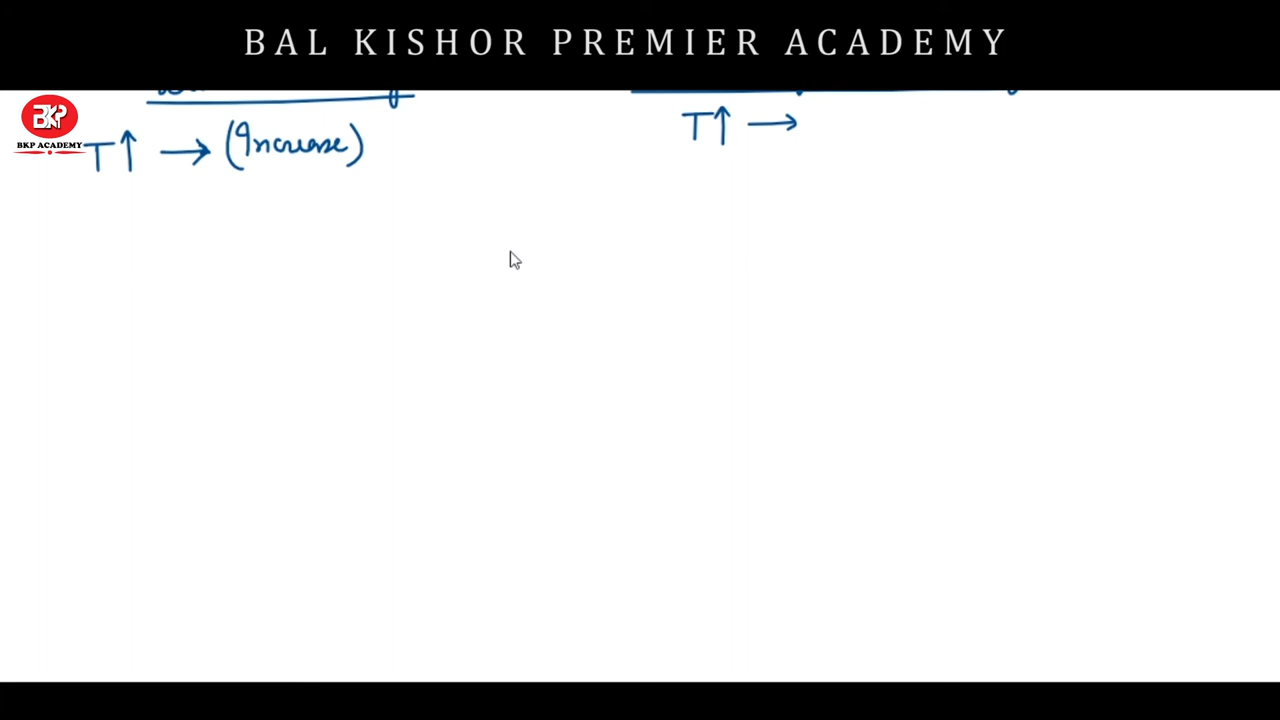 BAL KISHOR PREMIER ACADEMY
BKP
BKP ACADEMY
T↑ → (Increase)
T↑ →